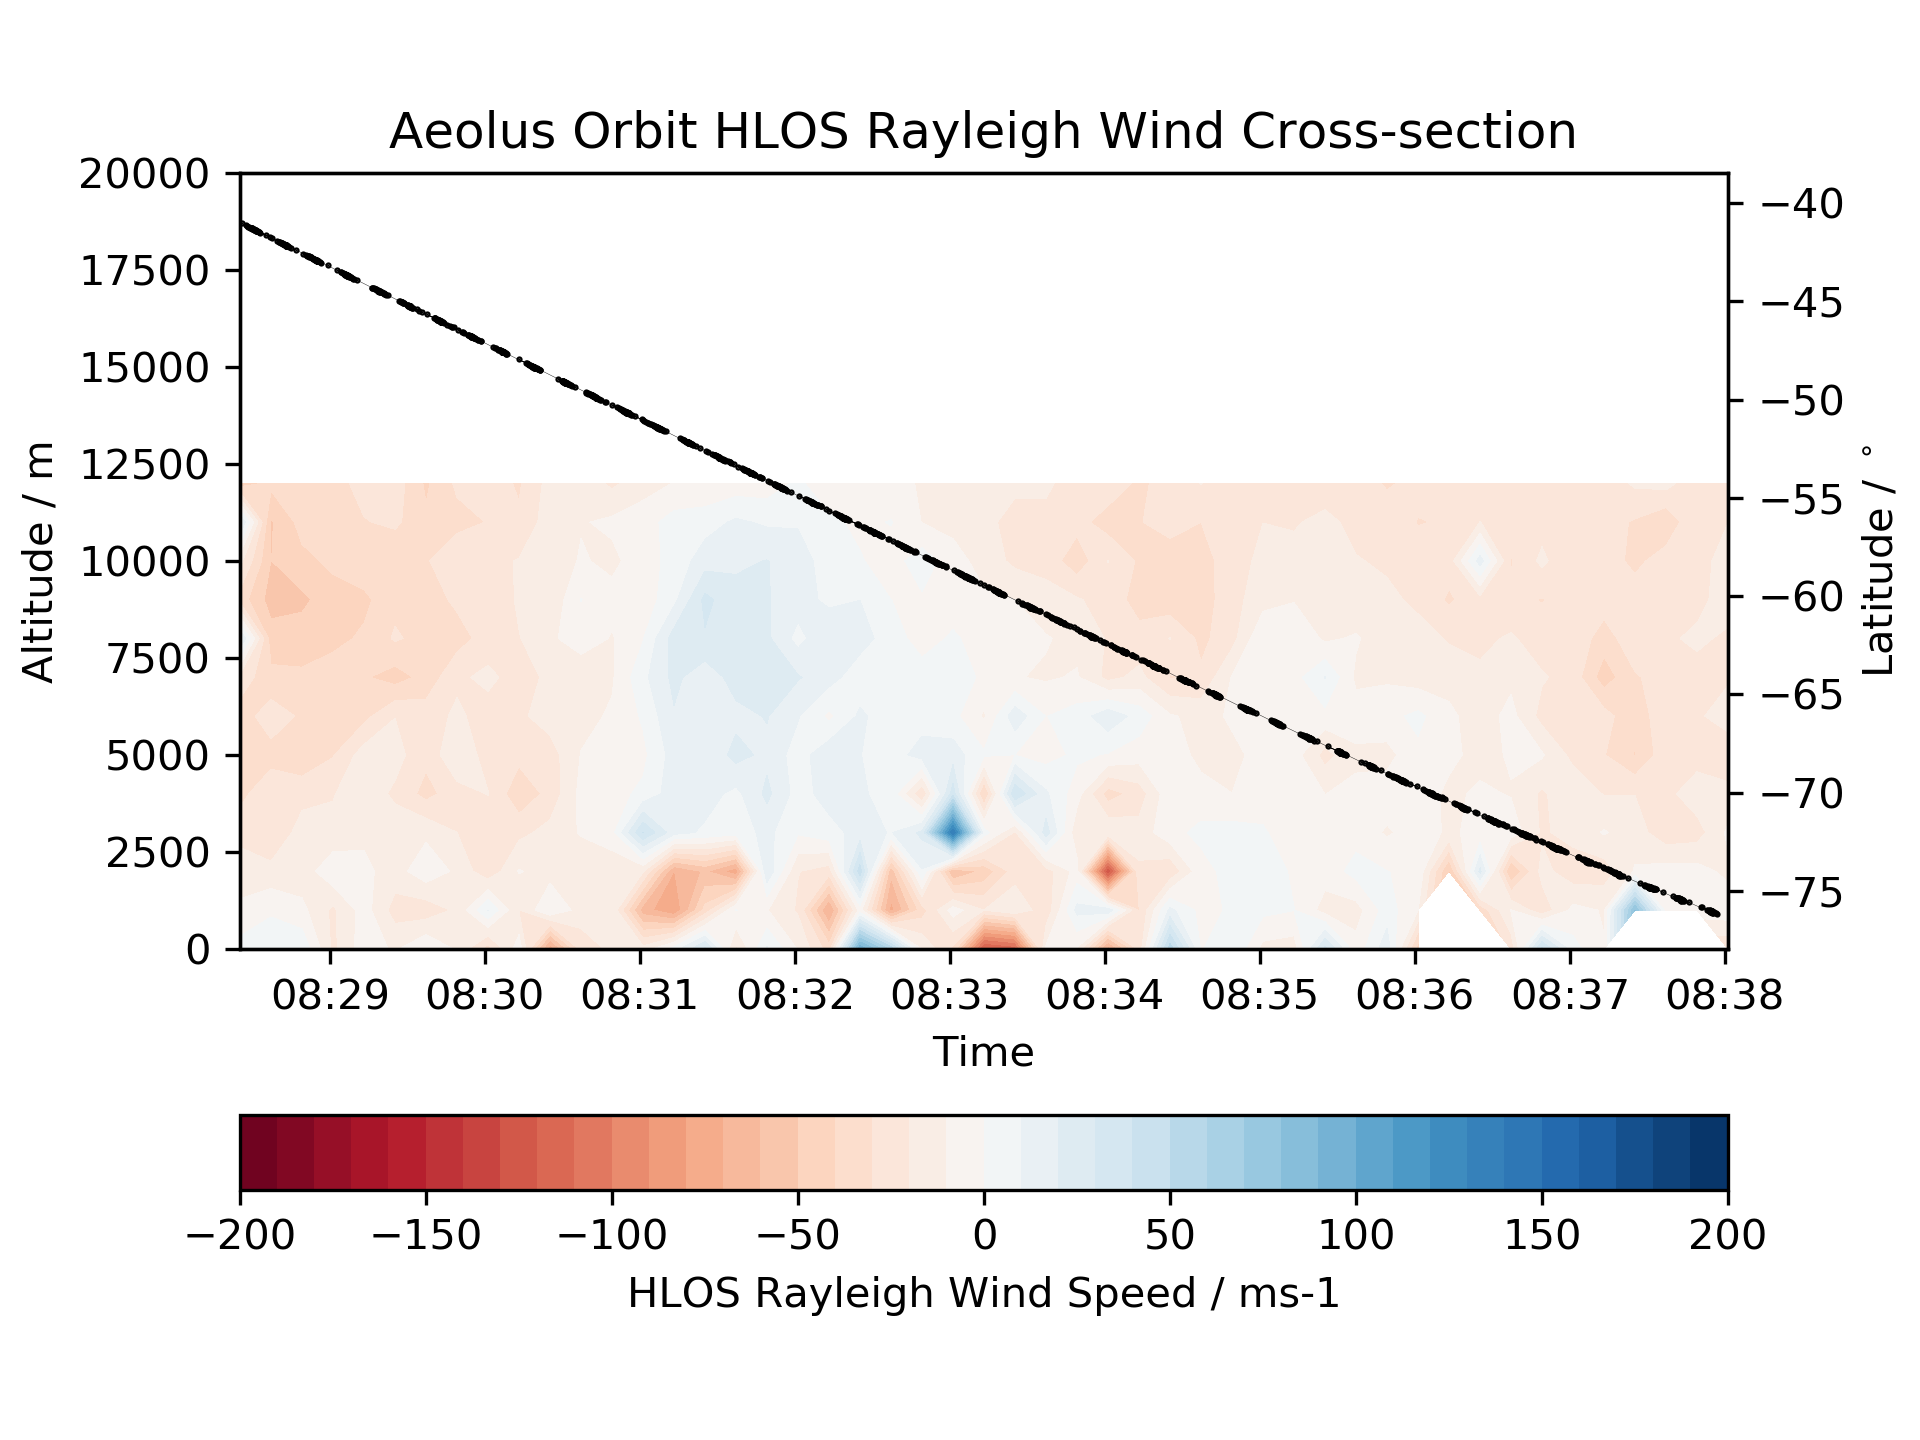 Aeolus Orbit HLOS Rayleigh Wind Cross-section
20000
17500
15000
12500
10000
7500
5000
2500
0
Altitude / m
−40
−45
−50
−55
−60
−65
−70
−75
Latitude / °
08:29 08:30 08:31 08:32 08:33 08:34 08:35 08:36 08:37 08:38
Time
−200 −150 −100 −50 0 50 100 150 200
HLOS Rayleigh Wind Speed / ms-1